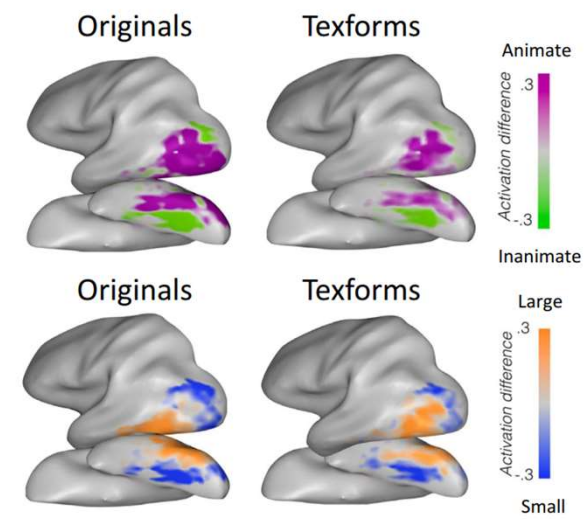 Originals
Texforms
Animate
.3
Activation difference
-.3
Inanimate
Originals
Texforms
Large
.3
Activation difference
-.3
Small